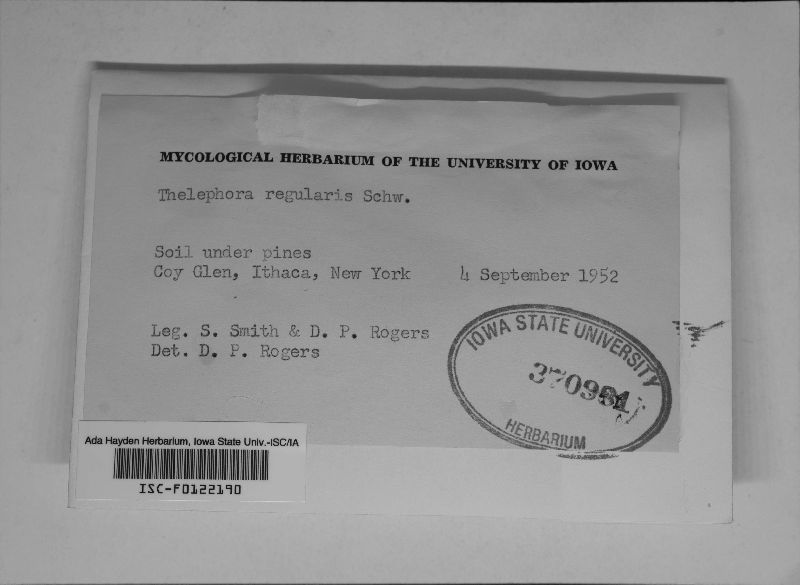 MYCOLOGICAL HERBARIUM OF THE UNIVERSITY OF IOWA
Thelephora regularis Schw.
Soil under pines
Coy Glen, Ithaca, New York 4 September 1952
Leg. S. Smith & D. P. Rogers
Det. D. P. Rogers
IOWA STATE UNIVERSITY
HERBARIUM
Ada Hayden Herbarium, Iowa State Univ.-ISC/IA
ISC-F0122190